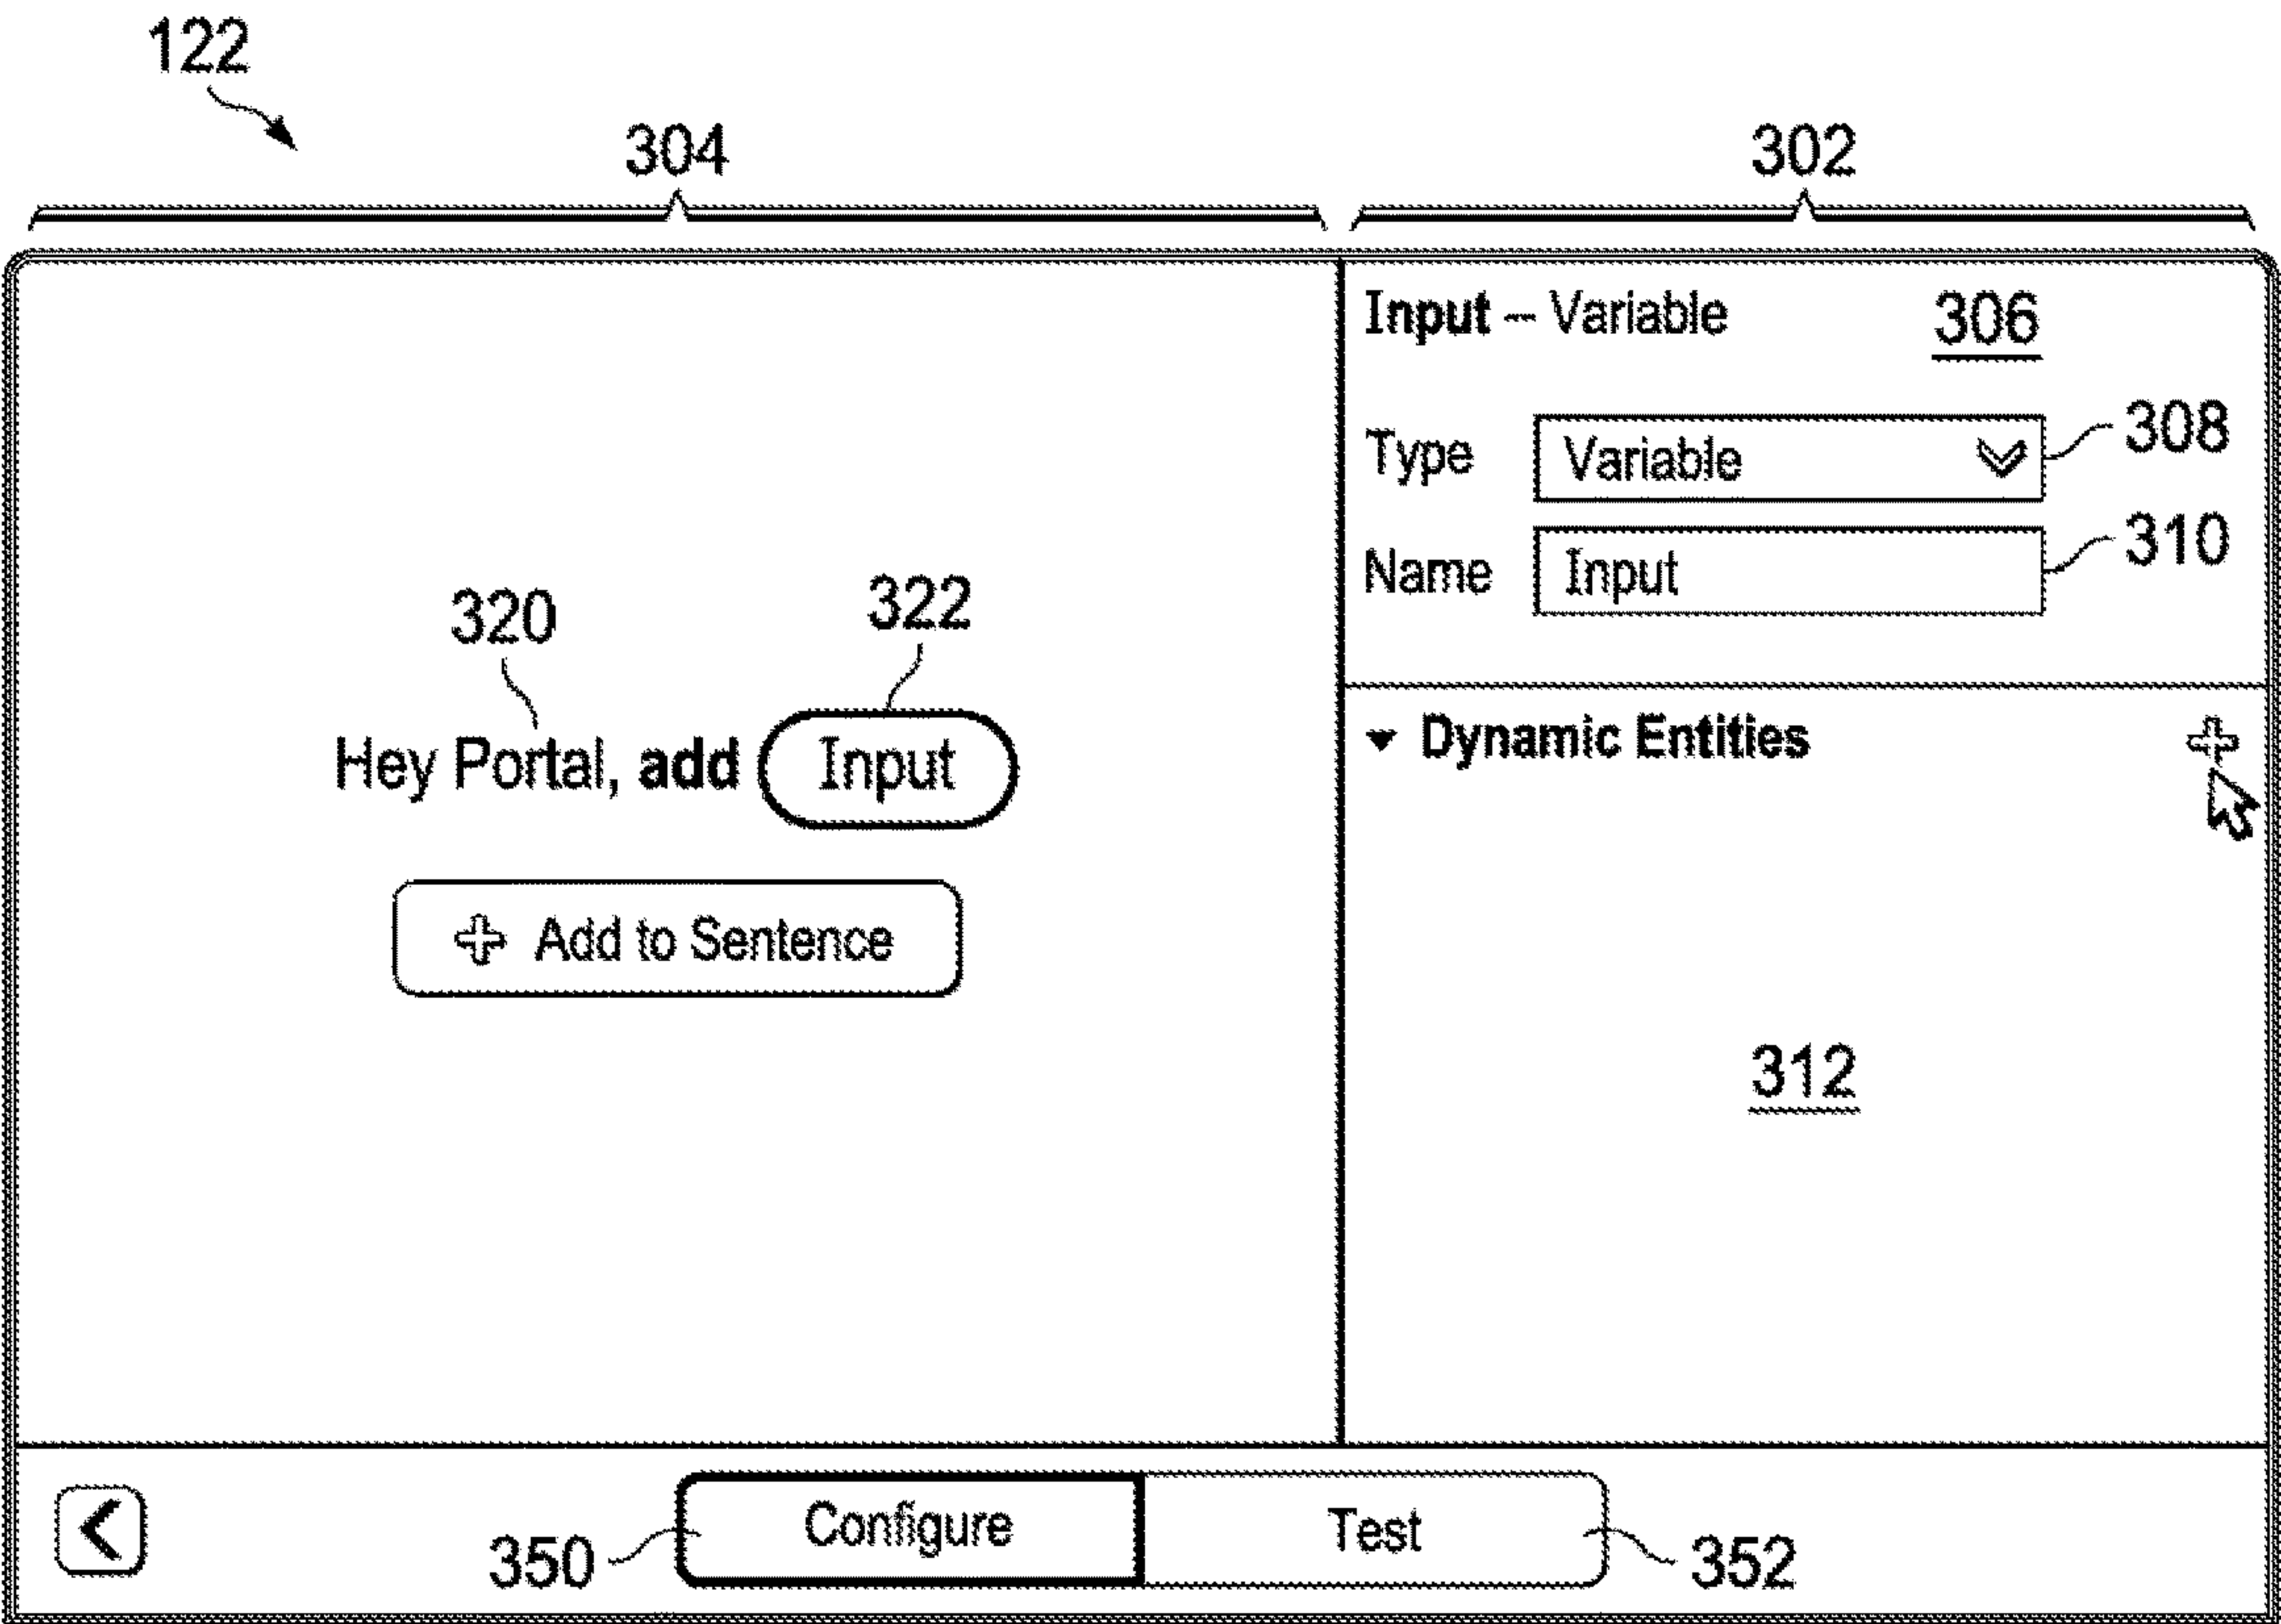 122
304
302
Input – Variable
306
Type
Variable
308
Name
Input
310
320
322
Hey Portal, add Input
Add to Sentence
Dynamic Entities
312
350
Configure
Test
352